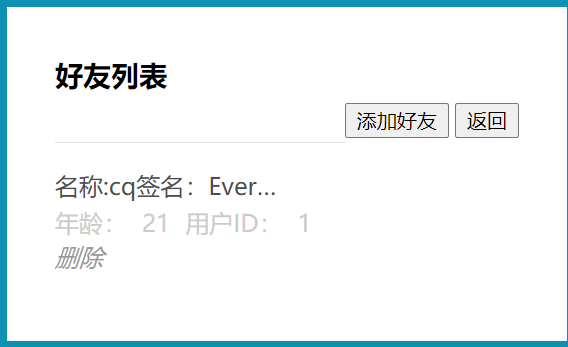 好友列表
添加好友 返回
名称:cq签名：Ever...
年龄： 21 用户ID： 1
删除